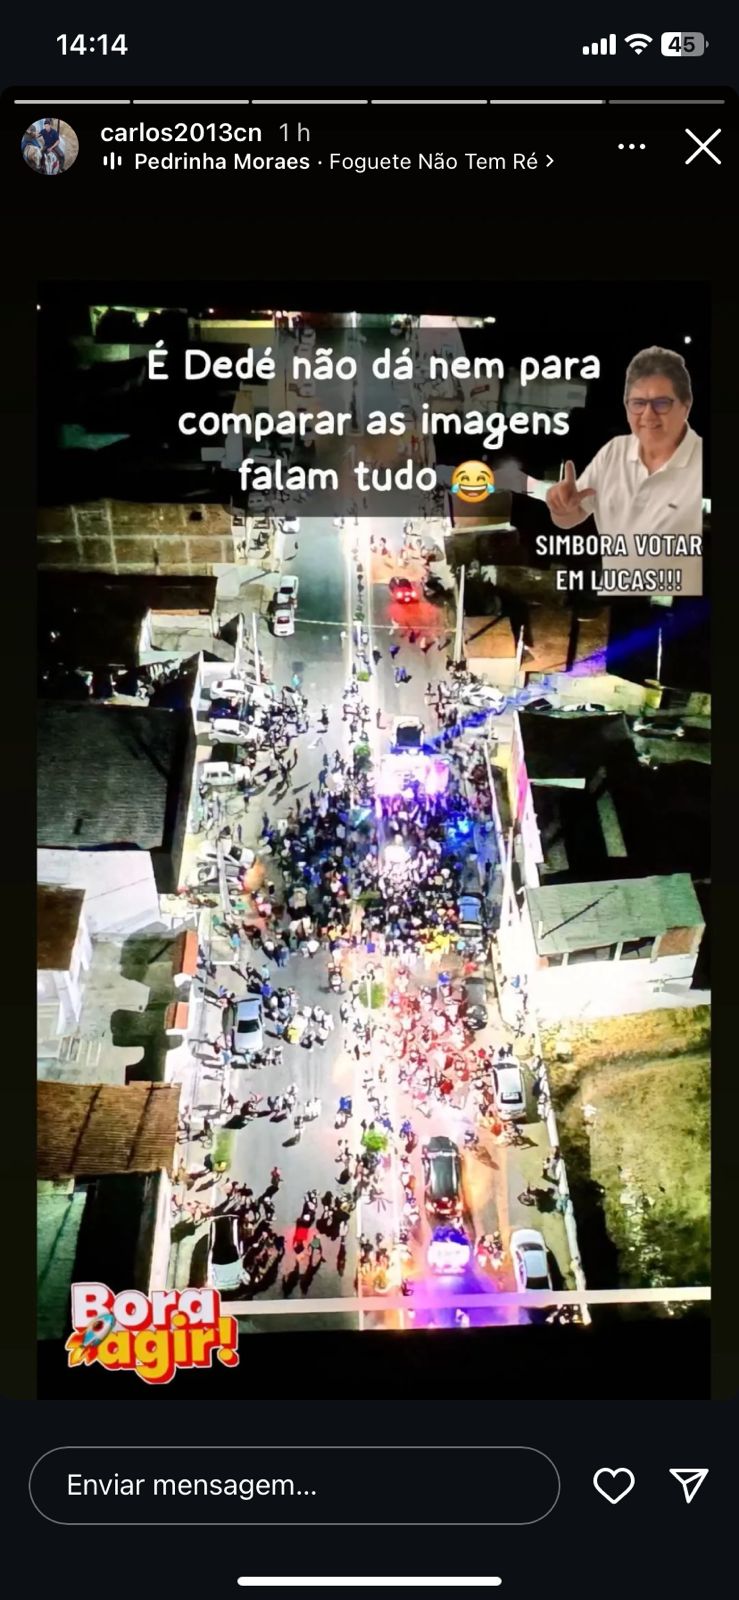 14:14
45
carlos2013cn 1 h
Pedrinha Moraes · Foguete Não Tem Ré >
É Dedé não dá nem para
comparar as imagens
falam tudo 😂
SIMBORA VOTAR
EM LUCAS!!!
Bora
agir!
Enviar mensagem...